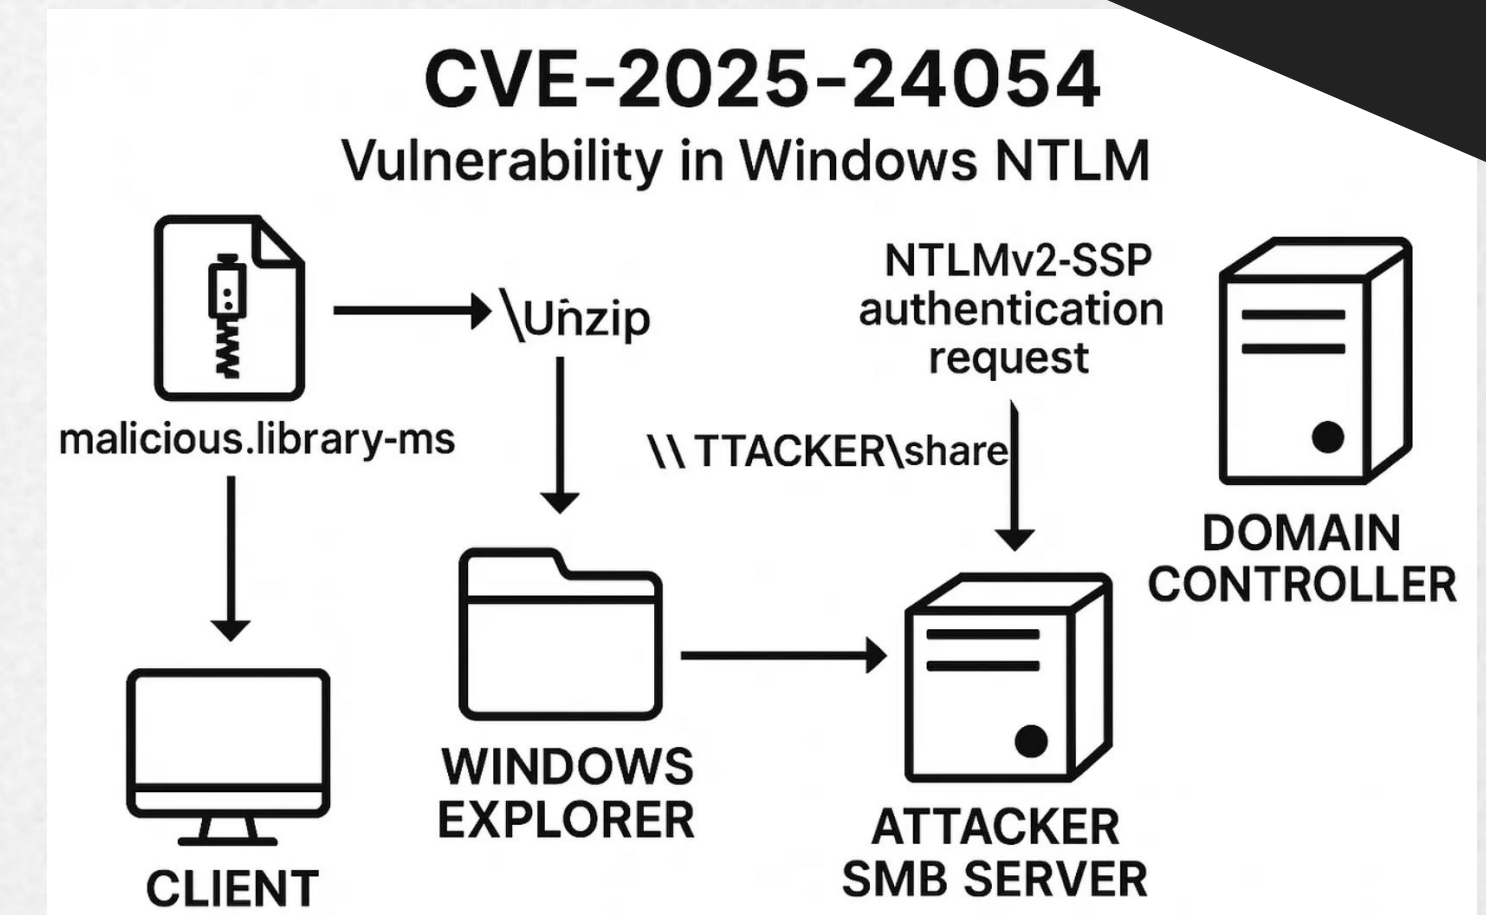 CVE-2025-24054
Vulnerability in Windows NTLM
malicious.library-ms
\Unzip
NTLMv2-SSP
authentication
request
\\ TTACKER\share
DOMAIN
CONTROLLER
CLIENT
WINDOWS
EXPLORER
ATTACKER
SMB SERVER